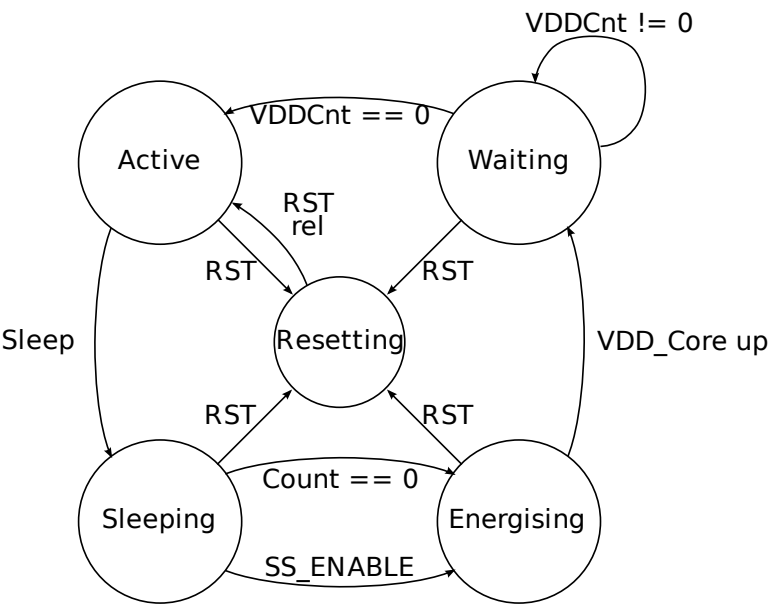 VDDCnt != 0
VDDCnt == 0
Active
Waiting
RST
rel
RST
RST
Sleep
Resetting
VDD_Core up
RST
RST
Count == 0
Sleeping
Energising
SS_ENABLE